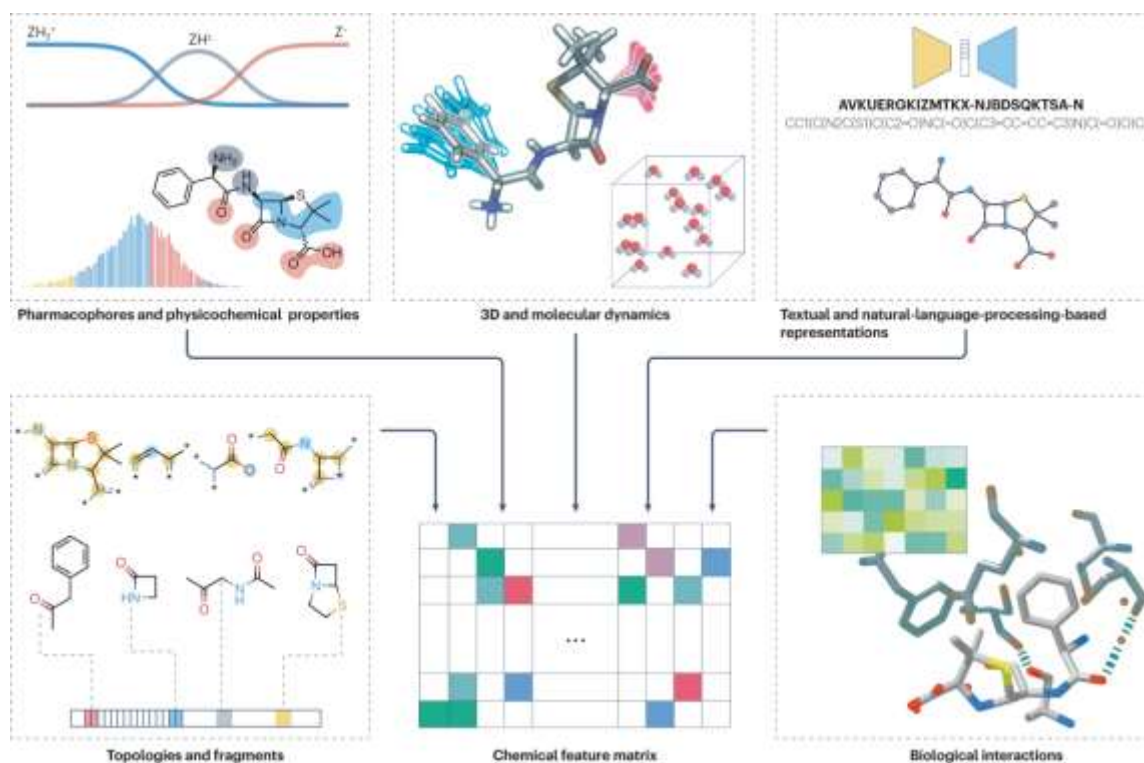 ZH₂⁺ ZH± Z⁻
NH₂
H
N
S
O
N
O
O
OH
Pharmacophores and physicochemical properties
3D and molecular dynamics
AVKUERGKIZMTKX-NJBDSQKTSA-N
Textual and natural-language-processing-based
representations
N
S
N
O
N
O
O
O
HN
O
N
H
O
O
N
S
...
Topologies and fragments
Chemical feature matrix
Biological interactions